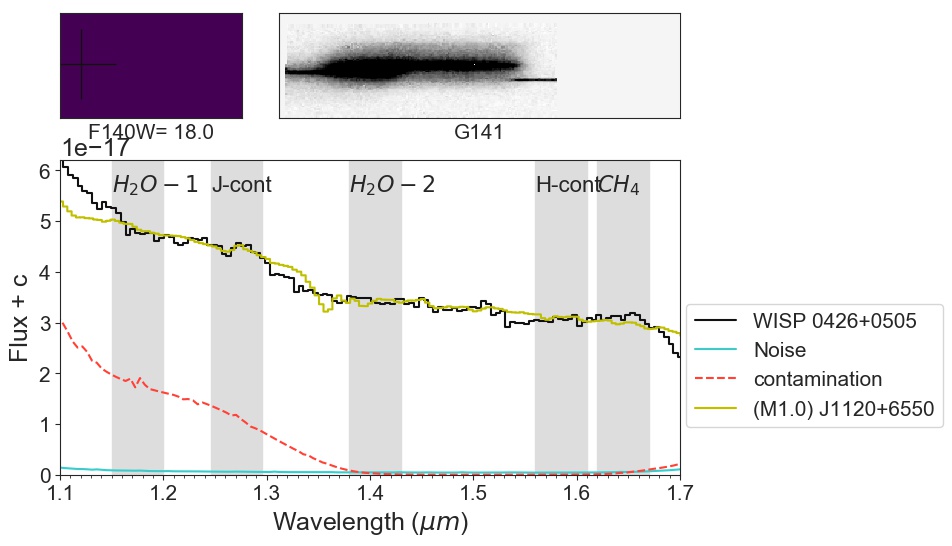 F140W= 18.0
G141
1e−17
H₂O − 1
J-cont
H₂O − 2
H-cont
CH₄
6
5
4
3
2
1
0
Flux + c
1.1
1.2
1.3
1.4
1.5
1.6
1.7
Wavelength (μm)
WISP 0426+0505
Noise
contamination
(M1.0) J1120+6550